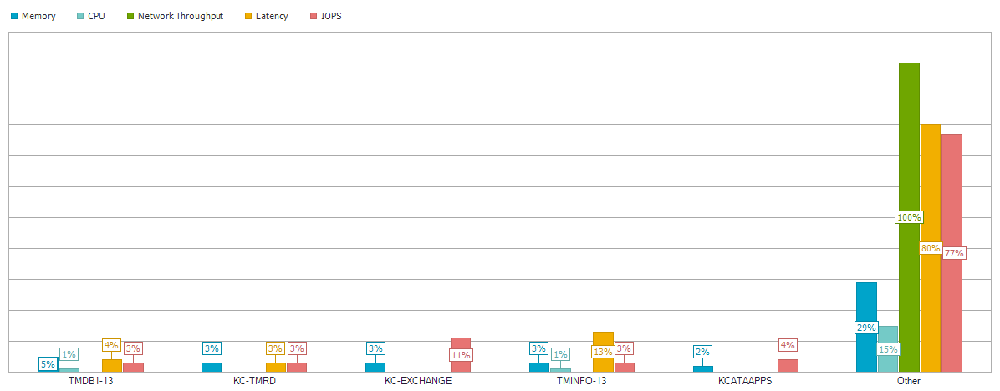 Memory CPU Network Throughput Latency IOPS
100%
80%
77%
29%
15%
5% 1% 4% 3%
3% 3% 3%
3% 11%
3% 1% 13% 3%
2% 4%
TMDB1-13 KC-TMRD KC-EXCHANGE TMINFO-13 KCATAAPPS Other